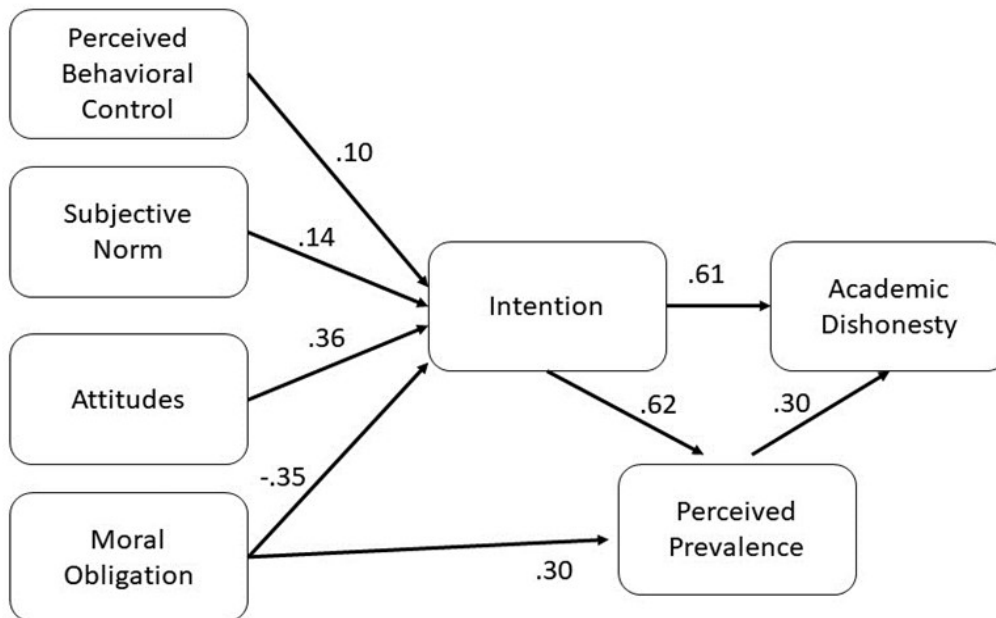 Perceived
Behavioral
Control
.10
Subjective
Norm
.14
Intention
.61
Academic
Dishonesty
.36
Attitudes
.62
.30
-.35
Moral
Obligation
.30
Perceived
Prevalence